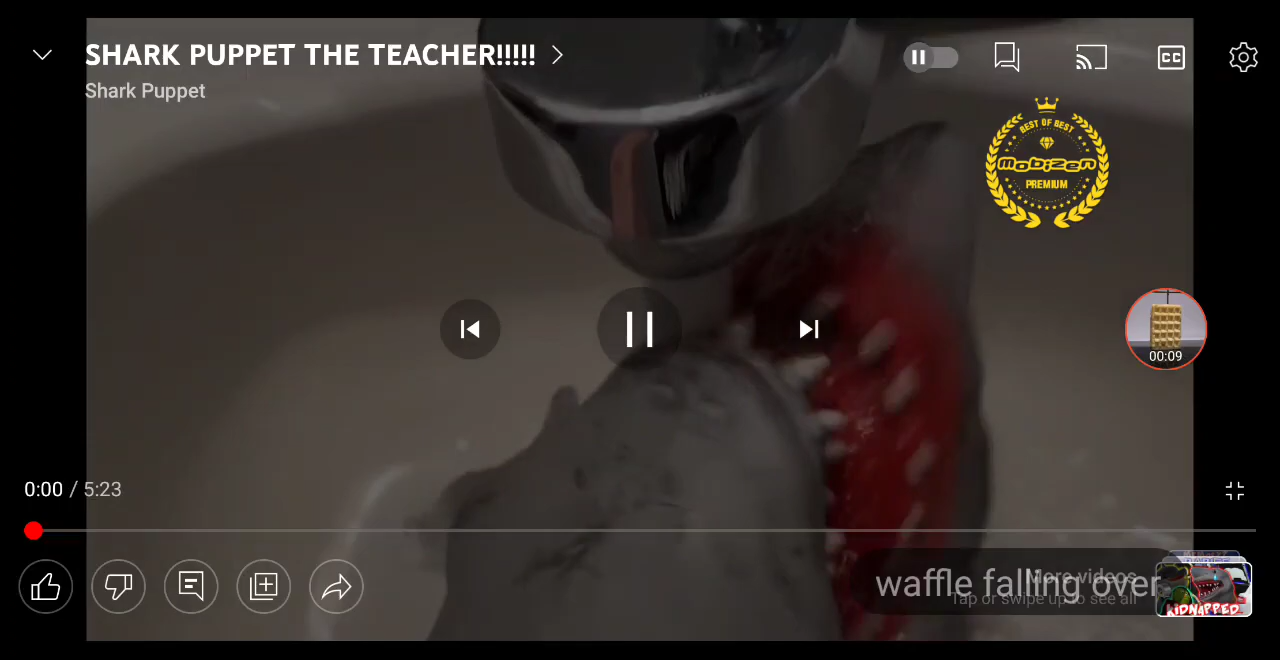 SHARK PUPPET THE TEACHER!!!!!
Shark Puppet
CC
BEST OF BEST
mobizen
PREMIUM
00:09
0:00 / 5:23
More videos
waffle falling over
Tap or swipe up to see all
KIDNAPPED